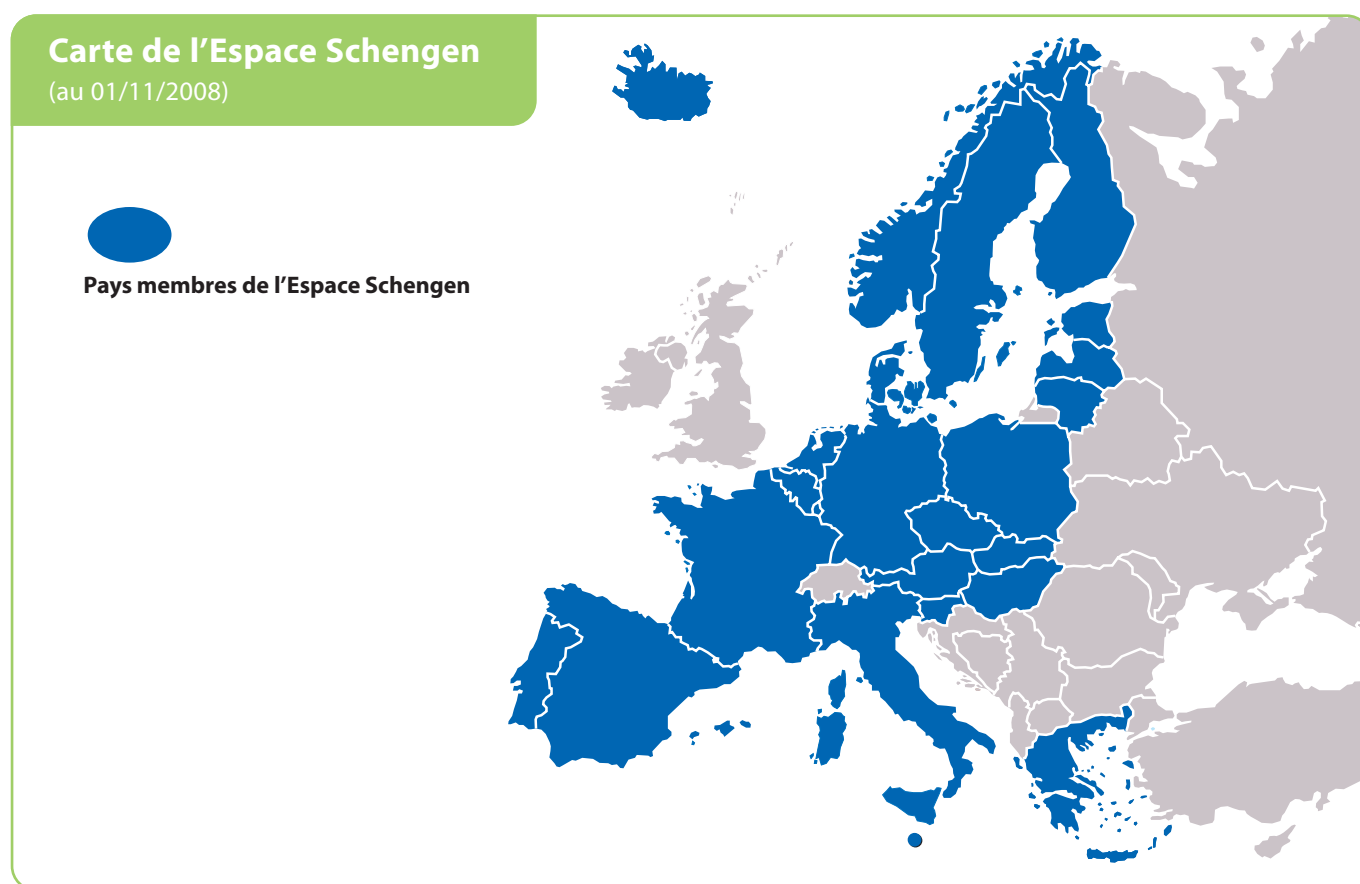 Carte de l’Espace Schengen
(au 01/11/2008)
Pays membres de l’Espace Schengen